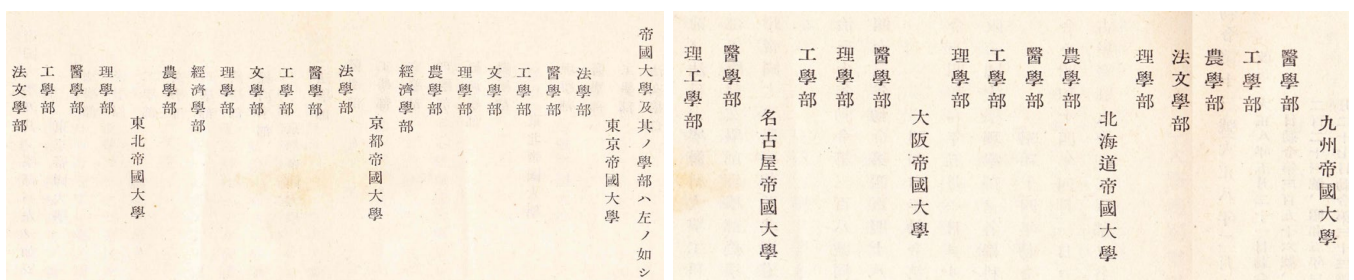 帝國大學及其ノ學部ハ左ノ如シ
東京帝國大學
法學部
醫學部
工學部
文學部
理學部
農學部
經濟學部
京都帝國大學
法學部
醫學部
工學部
文學部
理學部
經濟學部
農學部
東北帝國大學
理學部
醫學部
工學部
法文學部
九州帝國大學
醫學部
工學部
農學部
法文學部
理學部
北海道帝國大學
農學部
醫學部
工學部
理學部
大阪帝國大學
醫學部
理學部
工學部
名古屋帝國大學
醫學部
理工學部